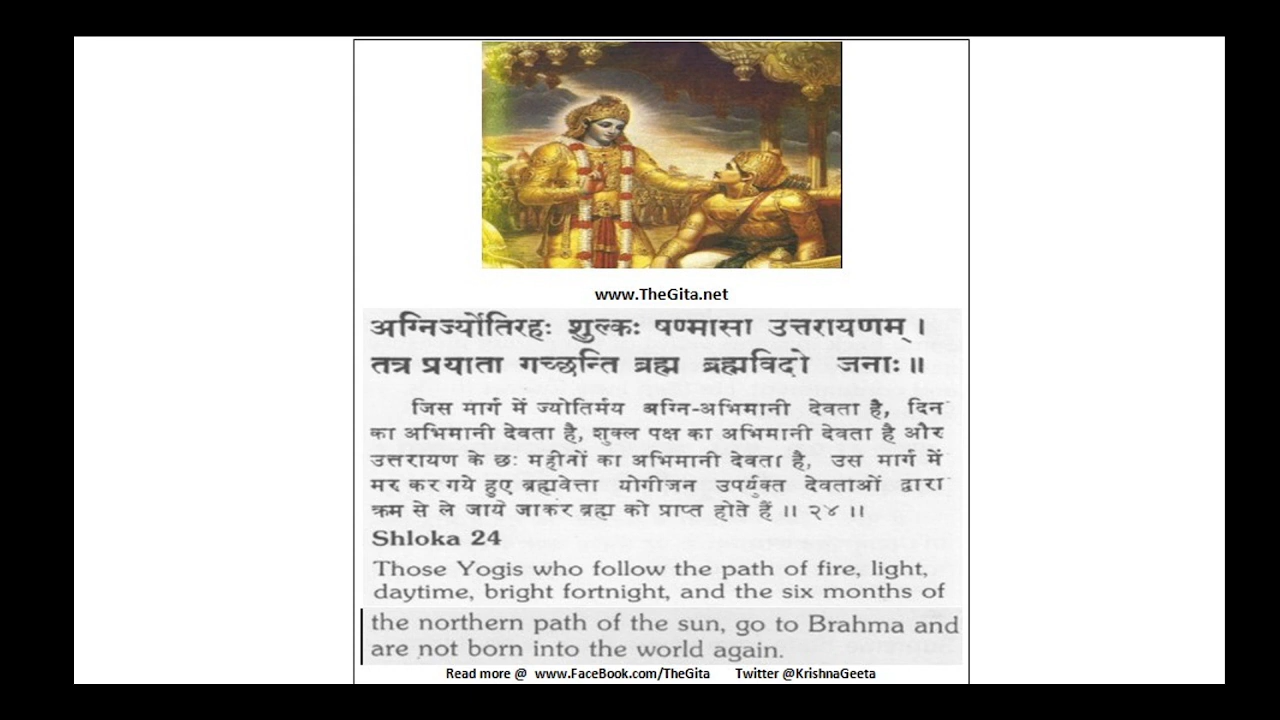 www.TheGita.net
अग्निर्ज्योतिरहः शुल्कः षण्मासा उत्तरायणम् ।
तत्र प्रयाता गच्छन्ति ब्रह्म ब्रह्मविदो जनाः ॥
जिस मार्ग में ज्योतिर्मय अग्नि-अभिमानी देवता है, दिन
का अभिमानी देवता है, शुक्ल पक्ष का अभिमानी देवता है और
उत्तरायण के छः महीनों का अभिमानी देवता है, उस मार्ग में
मर कर गये हुए ब्रह्मवेत्ता योगीजन उपर्युक्त देवताओं द्वारा
क्रम से ले जाये जाकर ब्रह्म को प्राप्त होते हैं ।। २४ ।।
Shloka 24
Those Yogis who follow the path of fire, light,
daytime, bright fortnight, and the six months of
the northern path of the sun, go to Brahma and
are not born into the world again.
Read more @ www.FaceBook.com/TheGita Twitter @KrishnaGeeta